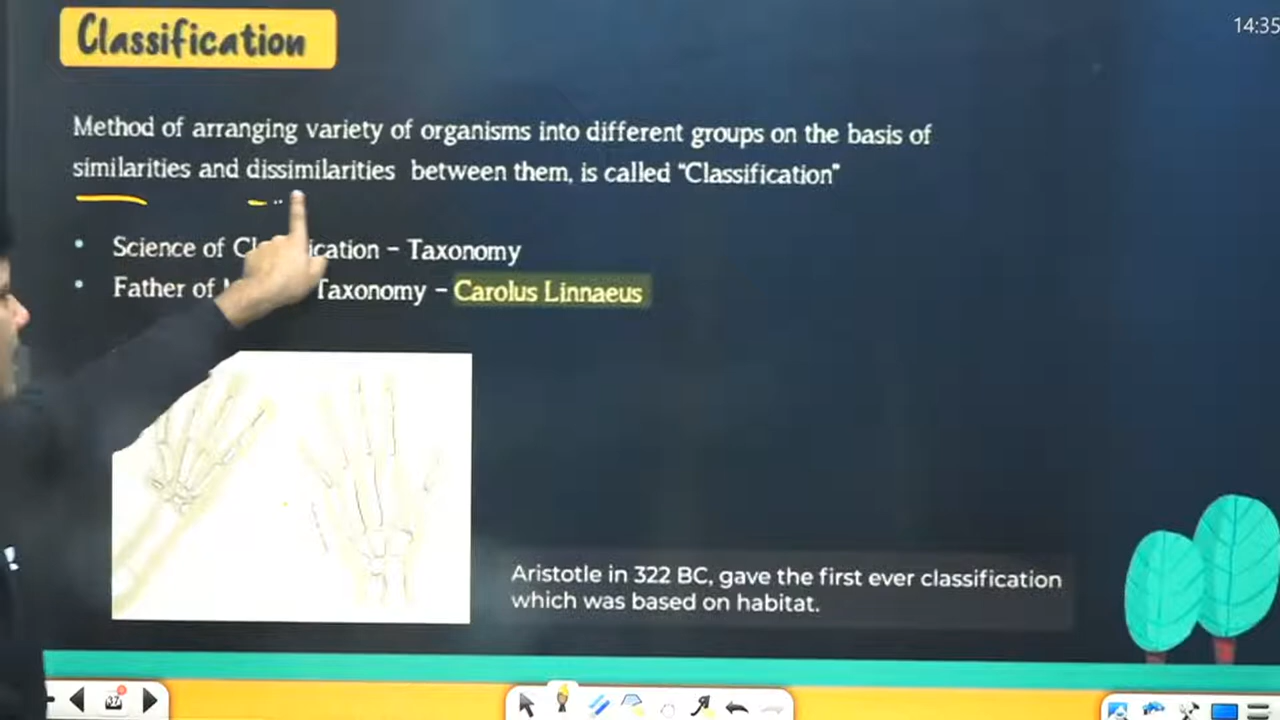 Classification
14:35
Method of arranging variety of organisms into different groups on the basis of
similarities and dissimilarities between them, is called “Classification”
• Science of Cl ication – Taxonomy
• Father of Taxonomy – Carolus Linnaeus
Aristotle in 322 BC, gave the first ever classification
which was based on habitat.
37